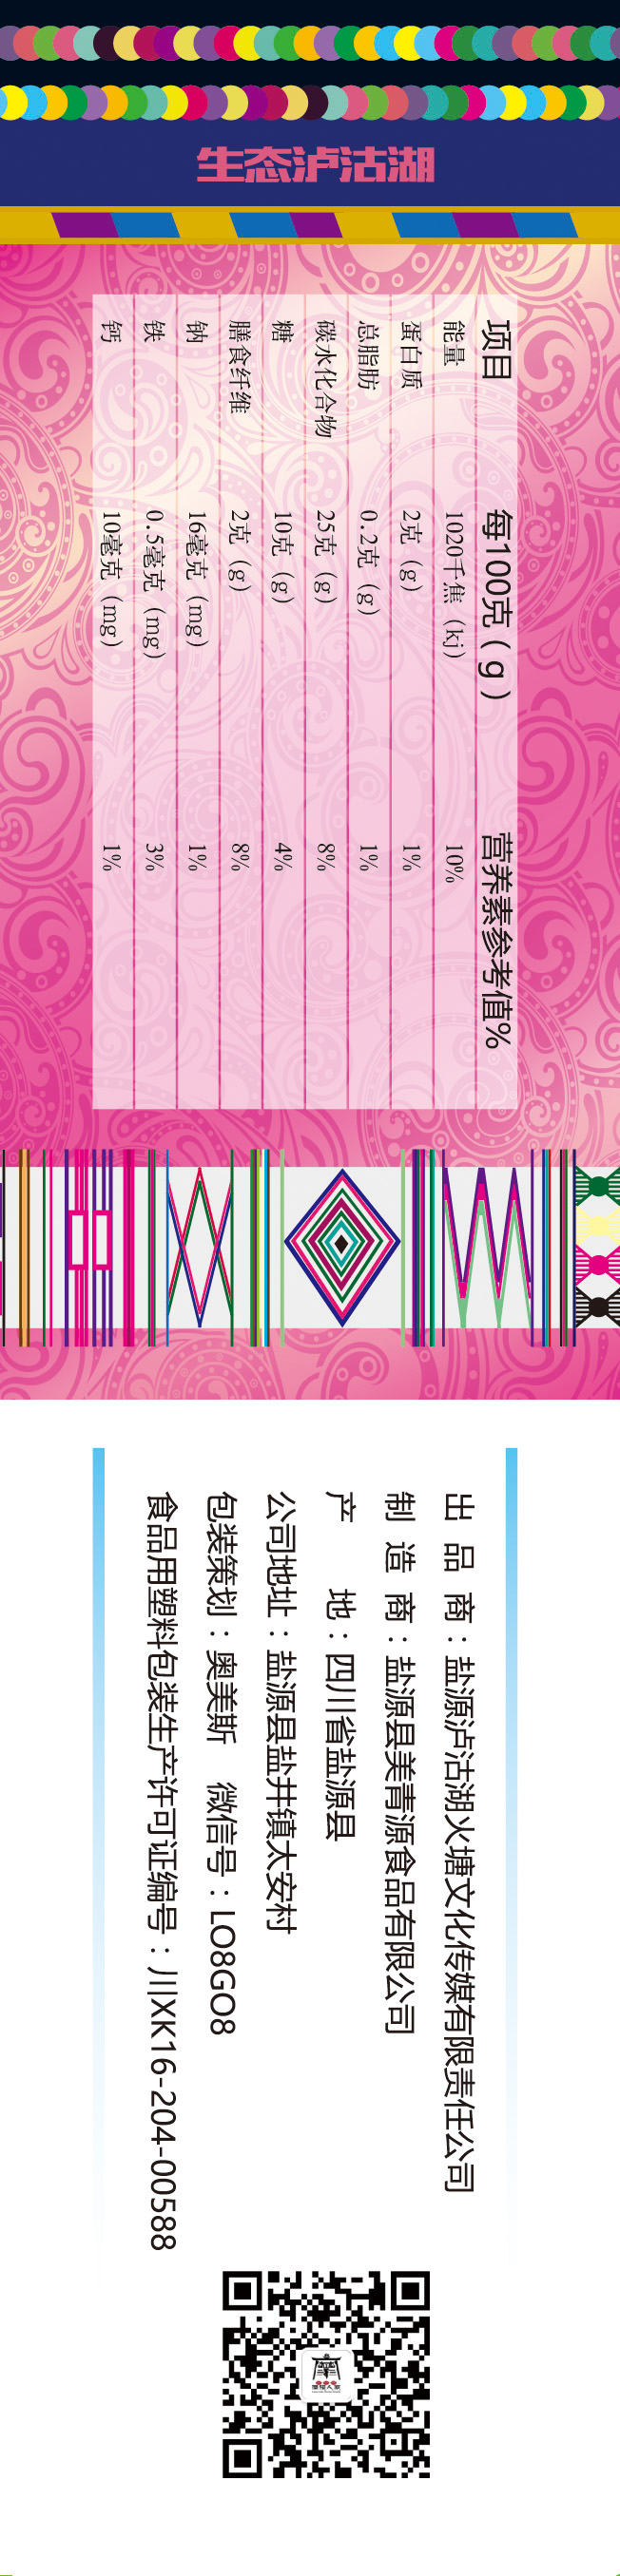 生态泸沽湖
项目 每100克（g） 营养素参考值%
能量 1020千焦（kj） 10%
蛋白质 2克（g） 1%
总脂肪 0.2克（g） 1%
碳水化合物 25克（g） 8%
糖 10克（g） 4%
膳食纤维 2克（g） 8%
钠 16毫克（mg） 1%
铁 0.5毫克（mg） 3%
钙 10毫克（mg） 1%
出品商：盐源泸沽湖火塘文化传媒有限责任公司
制造商：盐源县美青源食品有限公司
产地：四川省盐源县
公司地址：盐源县盐井镇太安村
包装策划：奥美斯 微信号：LO8GO8
食品用塑料包装生产许可证编号：川XK16-204-00588